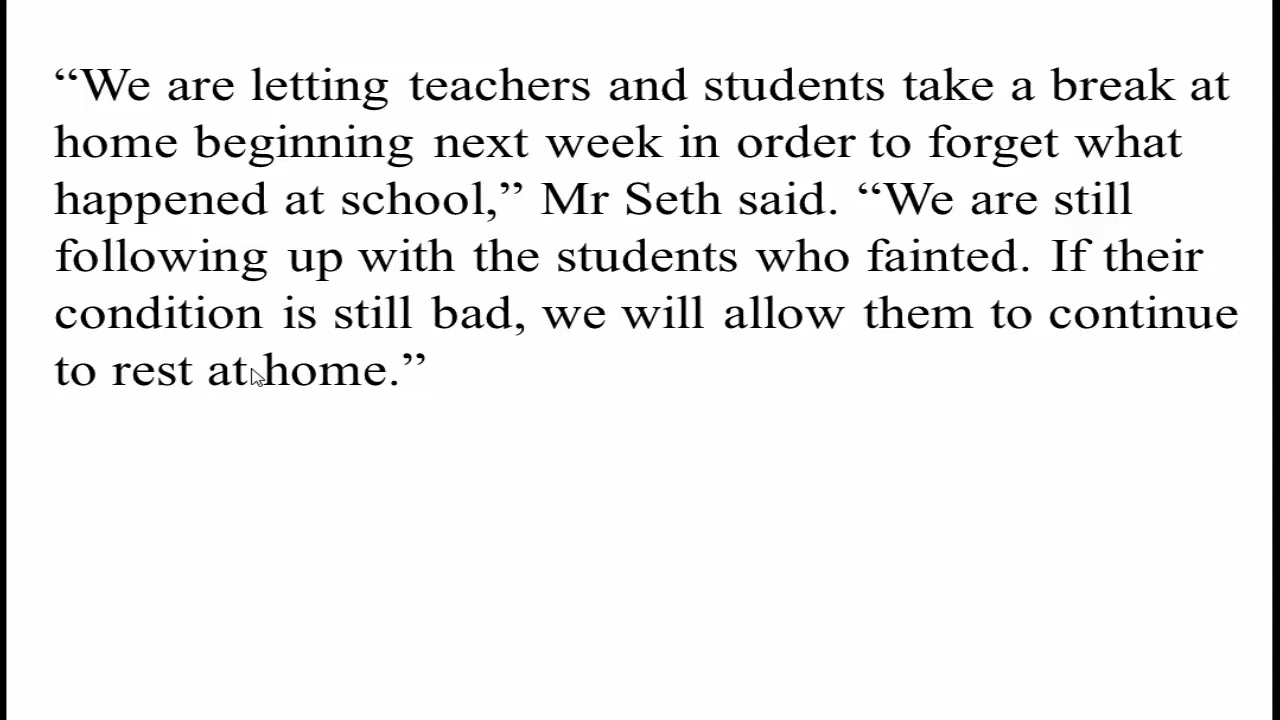 “We are letting teachers and students take a break at
home beginning next week in order to forget what
happened at school,” Mr Seth said. “We are still
following up with the students who fainted. If their
condition is still bad, we will allow them to continue
to rest at home.”